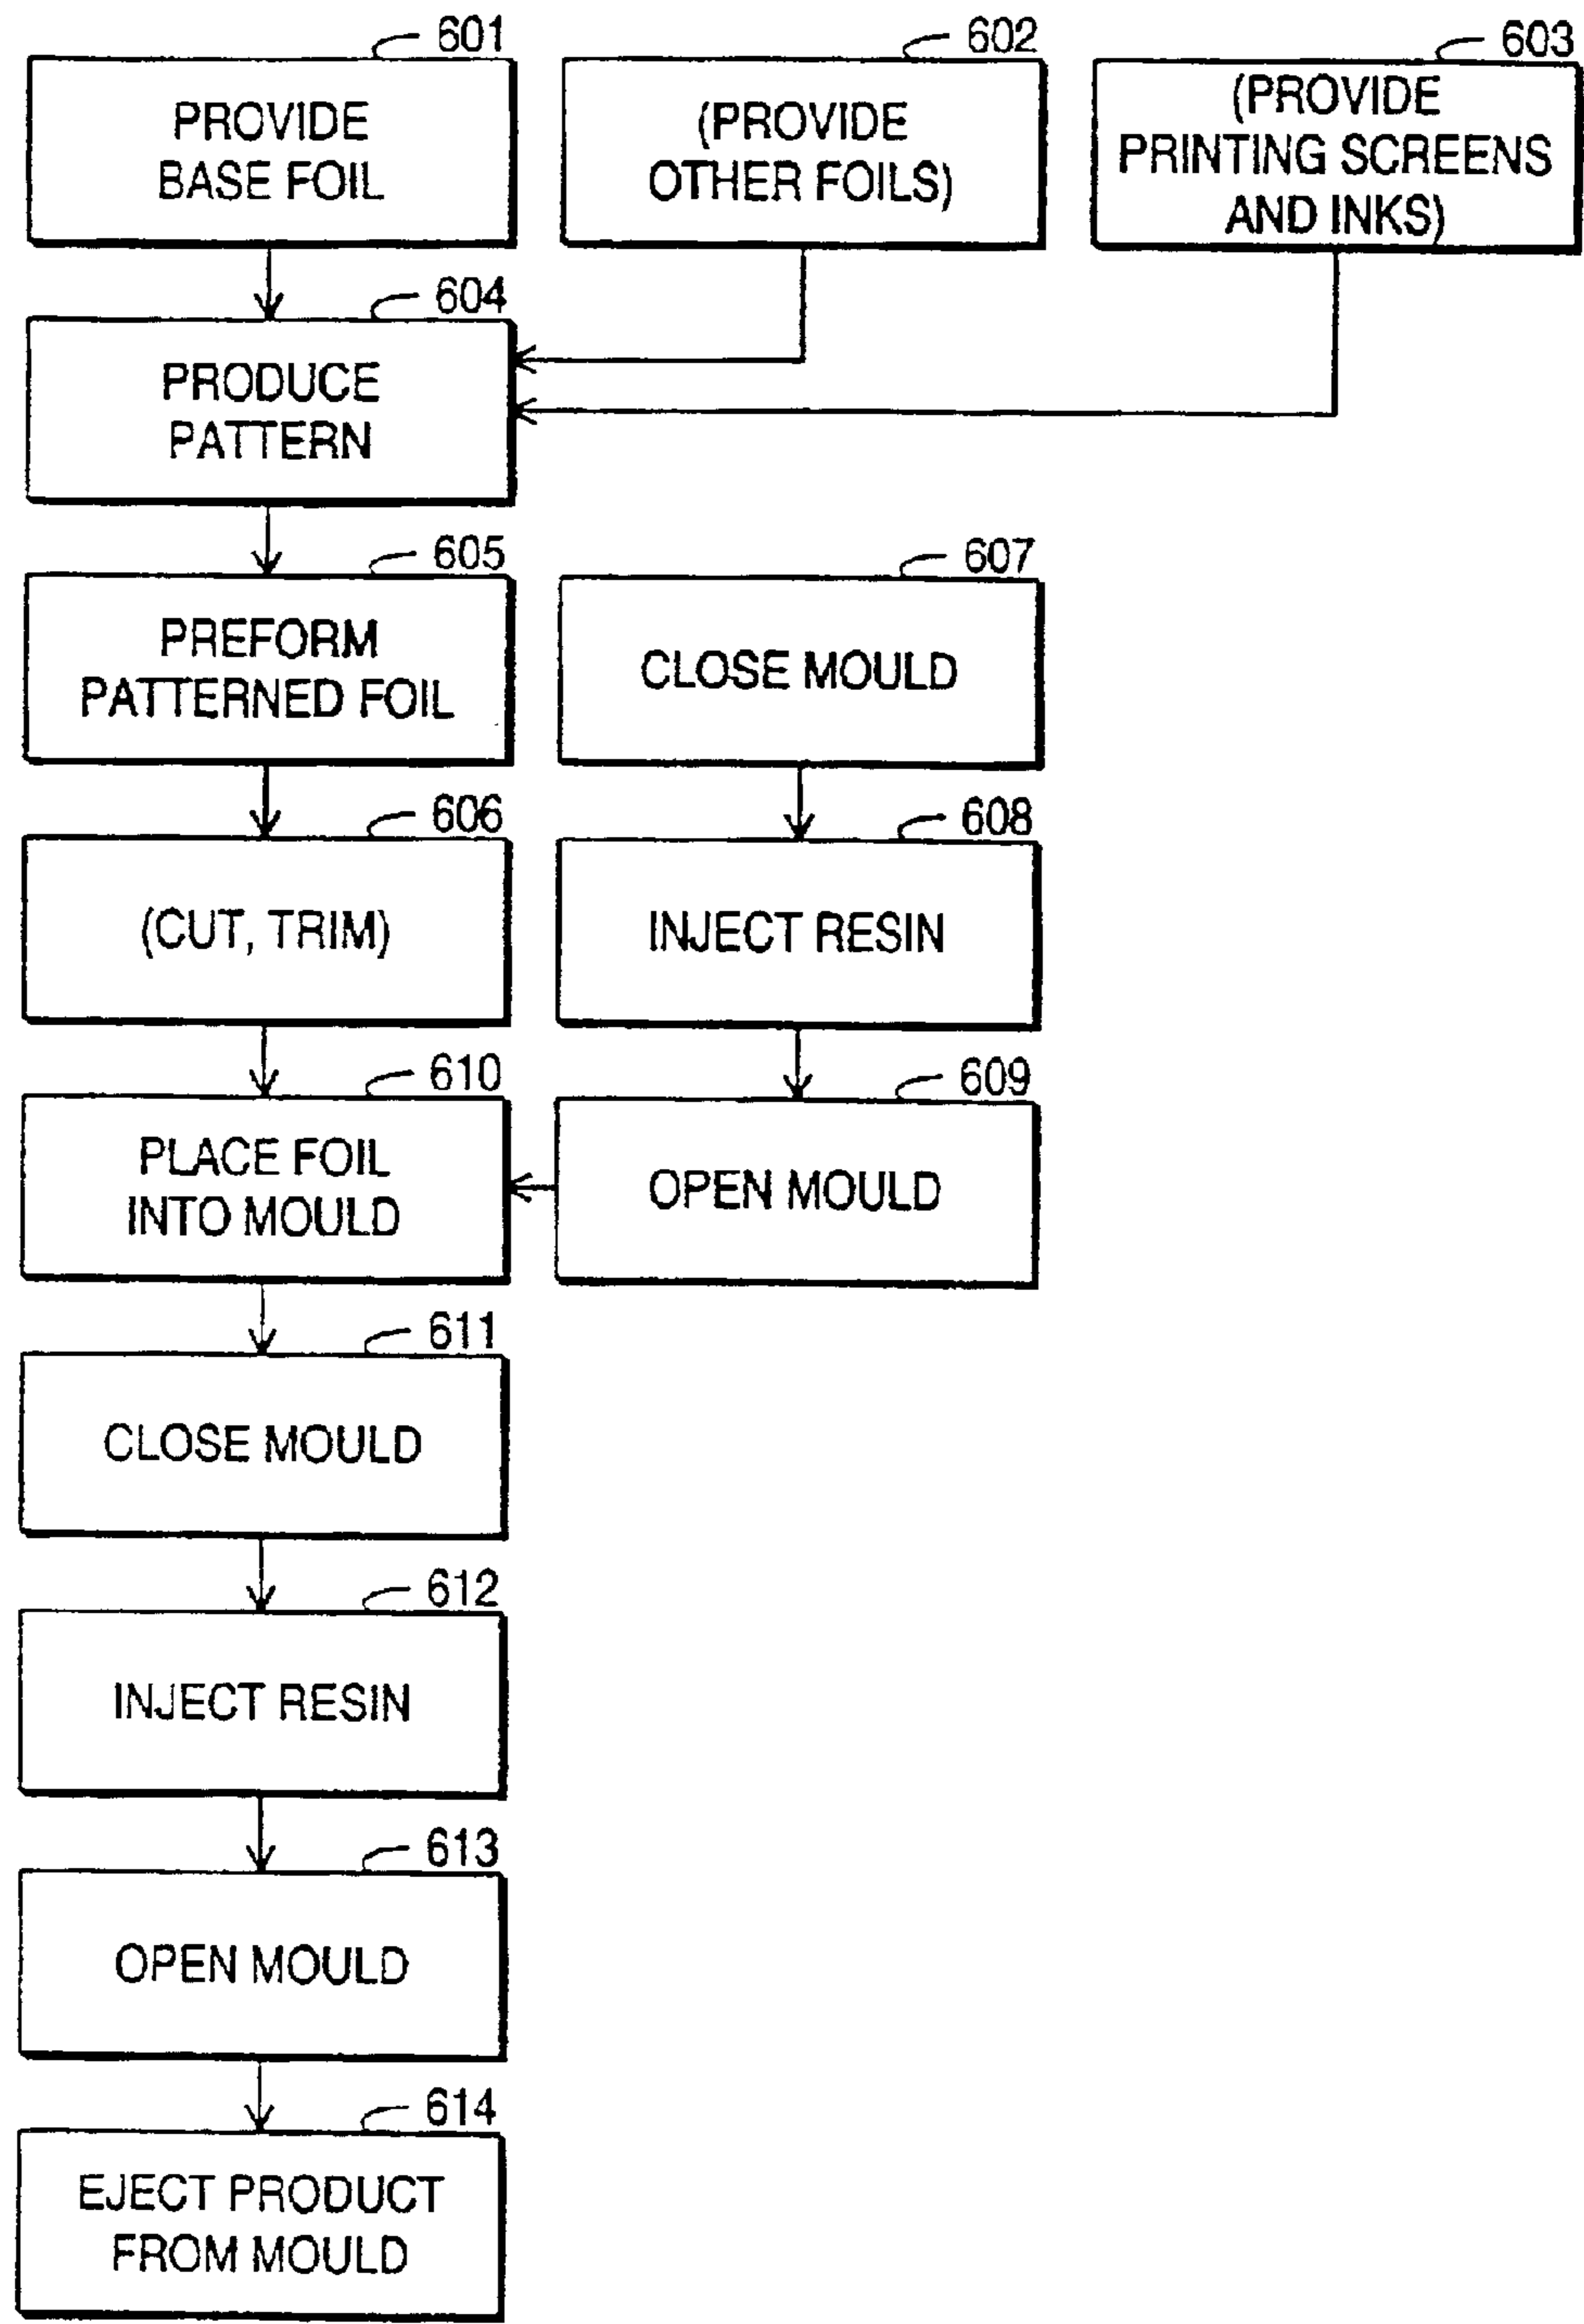 601
PROVIDE
BASE FOIL
602
(PROVIDE
OTHER FOILS)
603
(PROVIDE
PRINTING SCREENS
AND INKS)
604
PRODUCE
PATTERN
605
PREFORM
PATTERNED FOIL
607
CLOSE MOULD
606
(CUT, TRIM)
608
INJECT RESIN
610
PLACE FOIL
INTO MOULD
609
OPEN MOULD
611
CLOSE MOULD
612
INJECT RESIN
613
OPEN MOULD
614
EJECT PRODUCT
FROM MOULD